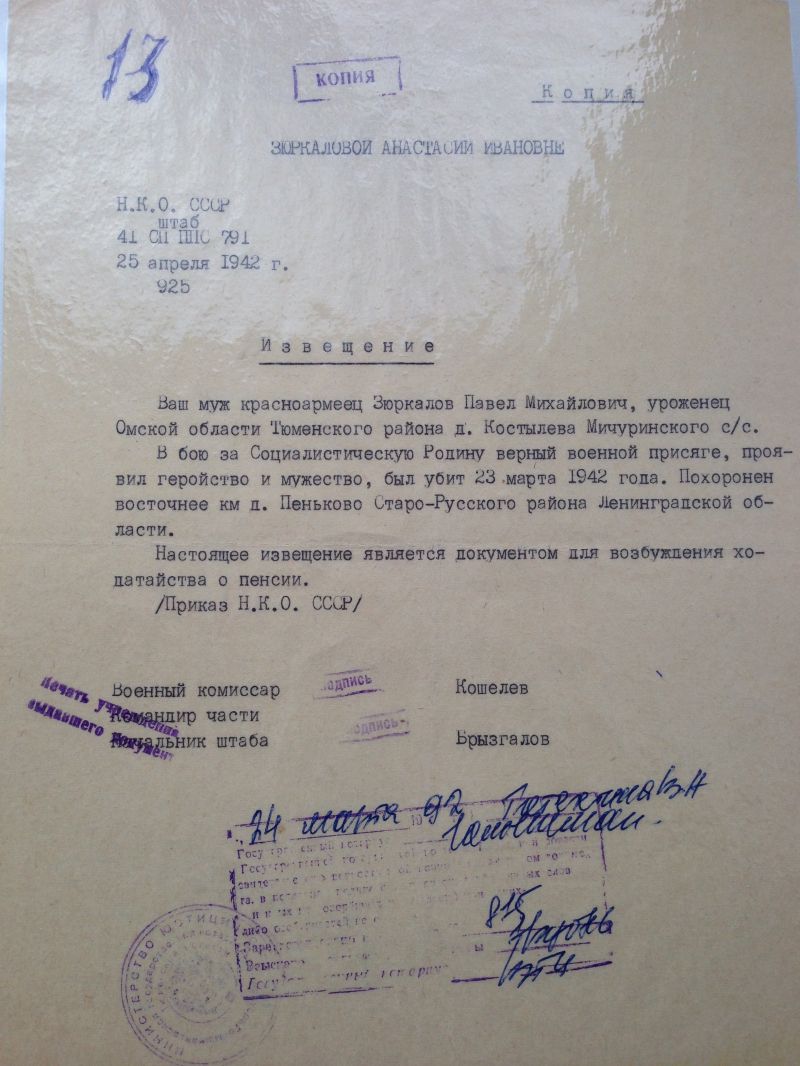 13
КОПИЯ
Копия
ЗЮРКАЛОВОЙ АНАСТАСИИ ИВАНОВНЕ
Н.К.О. СССР
штаб
41 СП ППС 791
25 апреля 1942 г.
925
Извещение
Ваш муж красноармеец Зюркалов Павел Михайлович, уроженец
Омской области Тюменского района д. Костылева Мичуринского с/с.
В бою за Социалистическую Родину верный военной присяге, проя-
вил геройство и мужество, был убит 23 марта 1942 года. Похоронен
восточнее км д. Пеньково Старо-Русского района Ленинградской об-
ласти.
Настоящее извещение является документом для возбуждения хо-
датайства о пенсии.
/Приказ Н.К.О. СССР/
Печать учреждения
выдавшего документ
Военный комиссар подпись Кошелев
Командир части
Начальник штаба подпись Брызгалов
24 марта 92
Государственный нотариус
МИНИСТЕРСТВО ЮСТИЦИИ